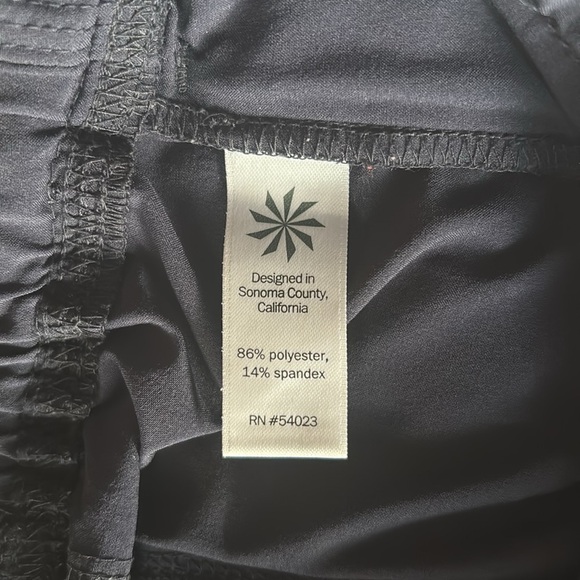 Designed in
Sonoma County,
California
86% polyester,
14% spandex
RN #54023